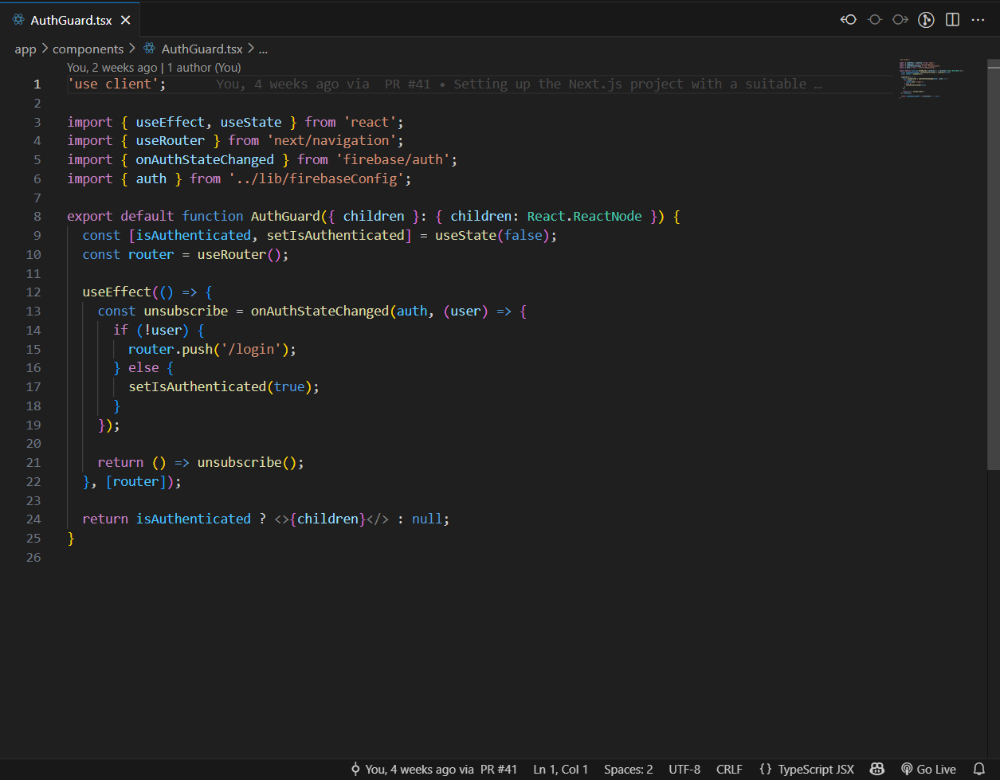 AuthGuard.tsx
app > components > AuthGuard.tsx > ...
You, 2 weeks ago | 1 author (You)
1 'use client'; You, 4 weeks ago via PR #41 • Setting up the Next.js project with a suitable …
2
3 import { useEffect, useState } from 'react';
4 import { useRouter } from 'next/navigation';
5 import { onAuthStateChanged } from 'firebase/auth';
6 import { auth } from '../lib/firebaseConfig';
7
8 export default function AuthGuard({ children }: { children: React.ReactNode }) {
9   const [isAuthenticated, setIsAuthenticated] = useState(false);
10   const router = useRouter();
11
12   useEffect(() => {
13     const unsubscribe = onAuthStateChanged(auth, (user) => {
14       if (!user) {
15         router.push('/login');
16       } else {
17         setIsAuthenticated(true);
18       }
19     });
20
21     return () => unsubscribe();
22   }, [router]);
23
24   return isAuthenticated ? <>{children}</> : null;
25 }
26
You, 4 weeks ago via PR #41 Ln 1, Col 1 Spaces: 2 UTF-8 CRLF {} TypeScript JSX Go Live